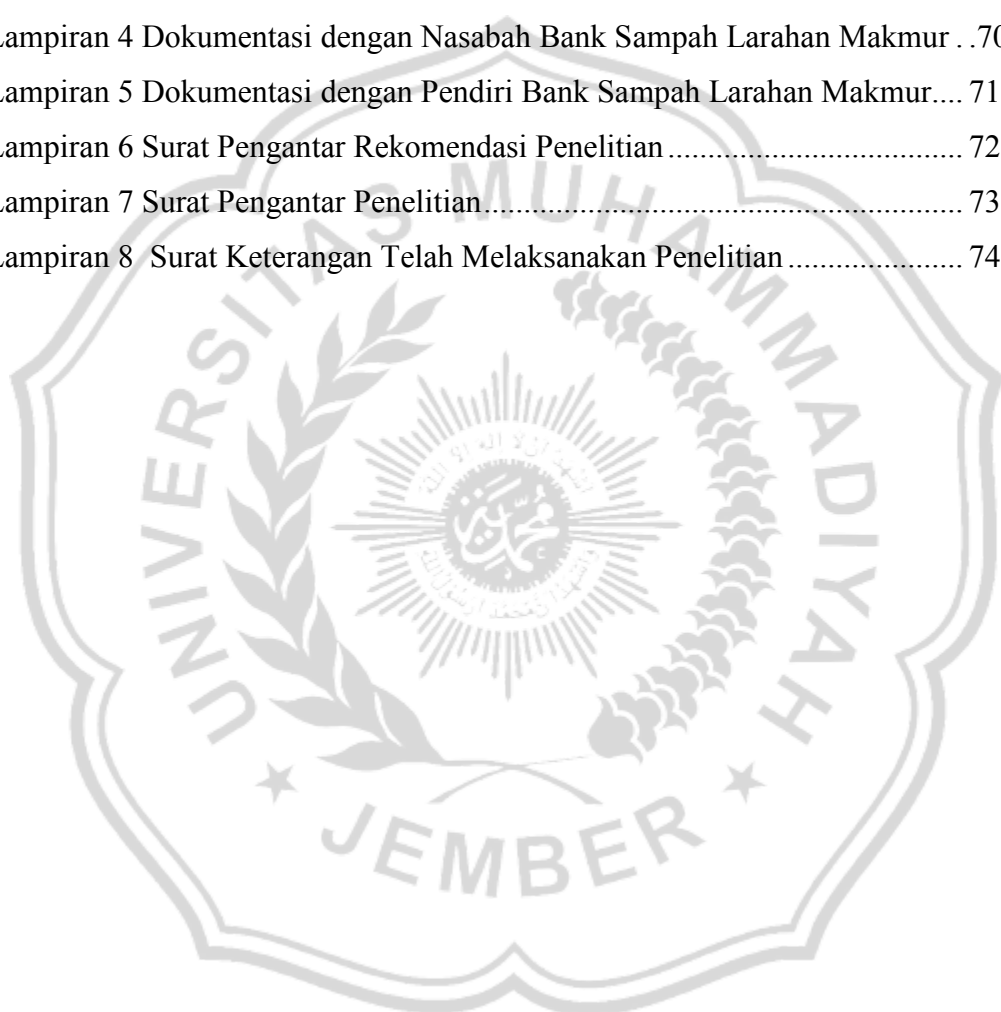 Lampiran 4 Dokumentasi dengan Nasabah Bank Sampah Larahan Makmur . .70
Lampiran 5 Dokumentasi dengan Pendiri Bank Sampah Larahan Makmur.... 71
Lampiran 6 Surat Pengantar Rekomendasi Penelitian .................................. 72
Lampiran 7 Surat Pengantar Penelitian....................................................... 73
Lampiran 8  Surat Keterangan Telah Melaksanakan Penelitian .................... 74
UNIVERSITAS MUHAMMADIYAH
JEMBER